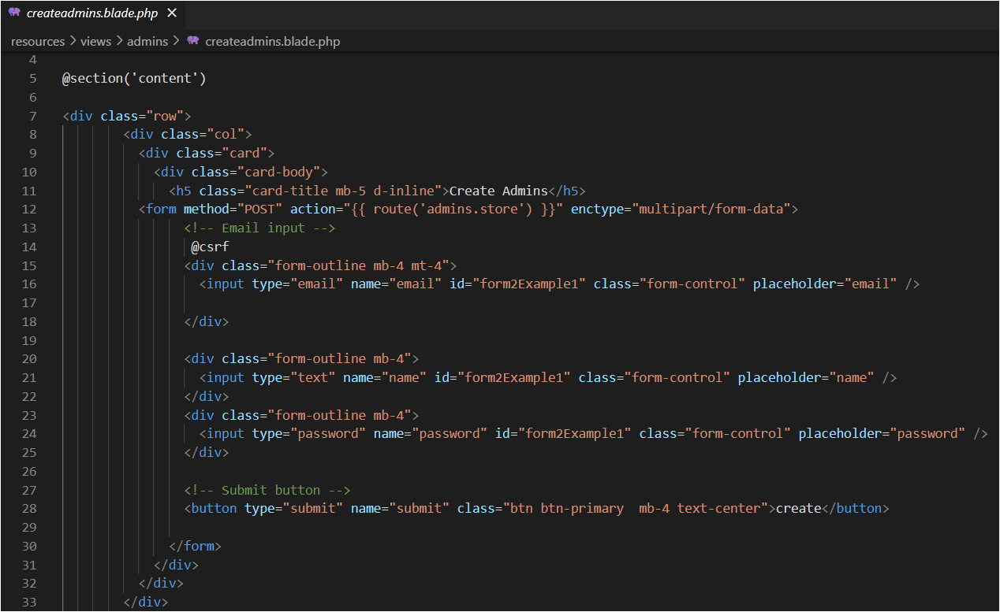 createadmins.blade.php ×
resources > views > admins > createadmins.blade.php
4
5 @section('content')
6
7 <div class="row">
8 <div class="col">
9 <div class="card">
10 <div class="card-body">
11 <h5 class="card-title mb-5 d-inline">Create Admins</h5>
12 <form method="POST" action="{{ route('admins.store') }}" enctype="multipart/form-data">
13 <!-- Email input -->
14 @csrf
15 <div class="form-outline mb-4 mt-4">
16 <input type="email" name="email" id="form2Example1" class="form-control" placeholder="email" />
17
18 </div>
19
20 <div class="form-outline mb-4">
21 <input type="text" name="name" id="form2Example1" class="form-control" placeholder="name" />
22 </div>
23 <div class="form-outline mb-4">
24 <input type="password" name="password" id="form2Example1" class="form-control" placeholder="password" />
25 </div>
26
27 <!-- Submit button -->
28 <button type="submit" name="submit" class="btn btn-primary  mb-4 text-center">create</button>
29
30 </form>
31 </div>
32 </div>
33 </div>